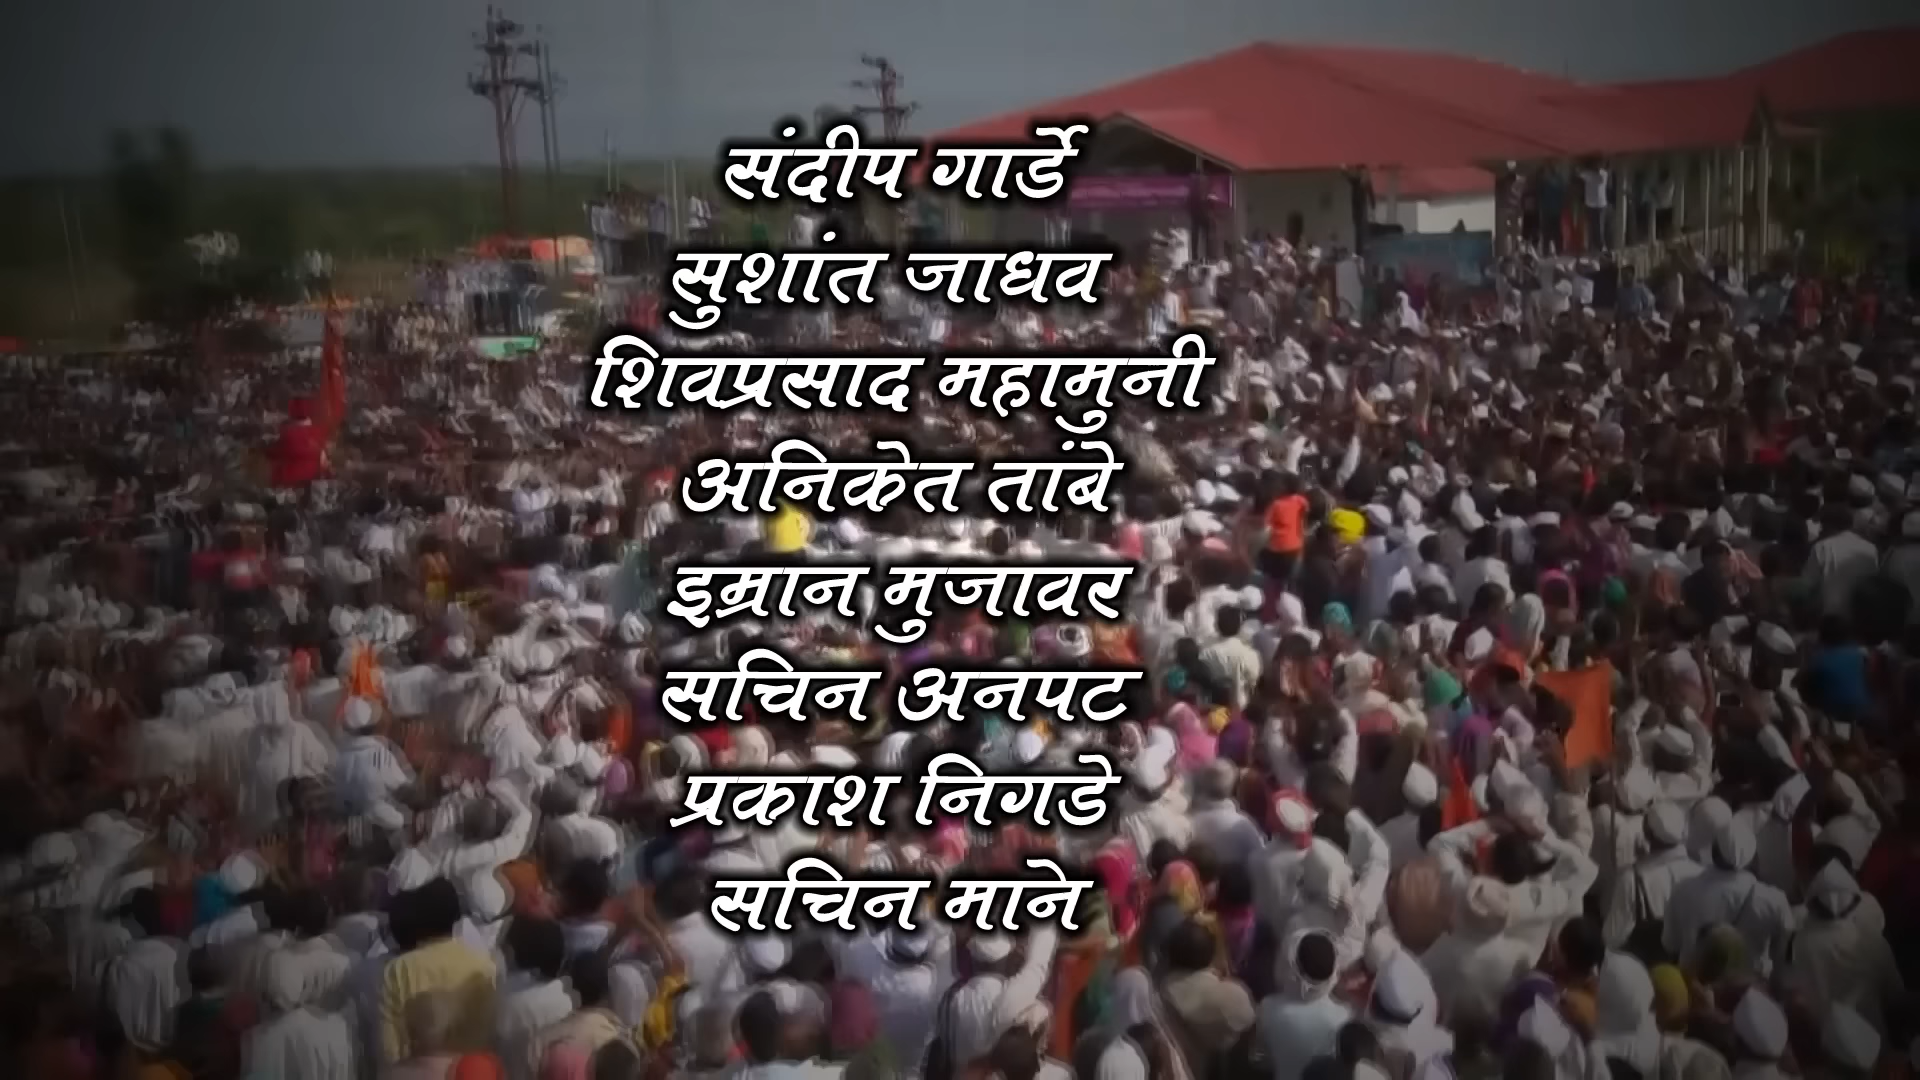 संदीप गार्डे
सुशांत जाधव
शिवप्रसाद महामुनी
अनिकेत तांबे
इम्रान मुजावर
सचिन अनपट
प्रकाश निगडे
सचिन माने